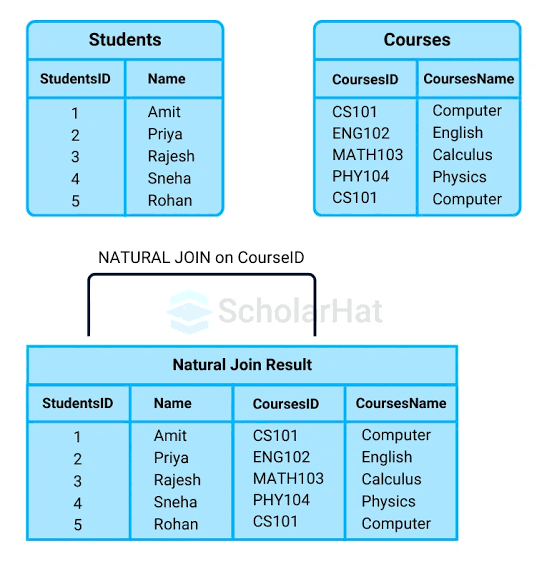 Students
StudentsID Name
1 Amit
2 Priya
3 Rajesh
4 Sneha
5 Rohan
Courses
CoursesID CoursesName
CS101 Computer
ENG102 English
MATH103 Calculus
PHY104 Physics
CS101 Computer
NATURAL JOIN on CourseID
ScholarHat
Natural Join Result
StudentsID Name CoursesID CoursesName
1 Amit CS101 Computer
2 Priya ENG102 English
3 Rajesh MATH103 Calculus
4 Sneha PHY104 Physics
5 Rohan CS101 Computer